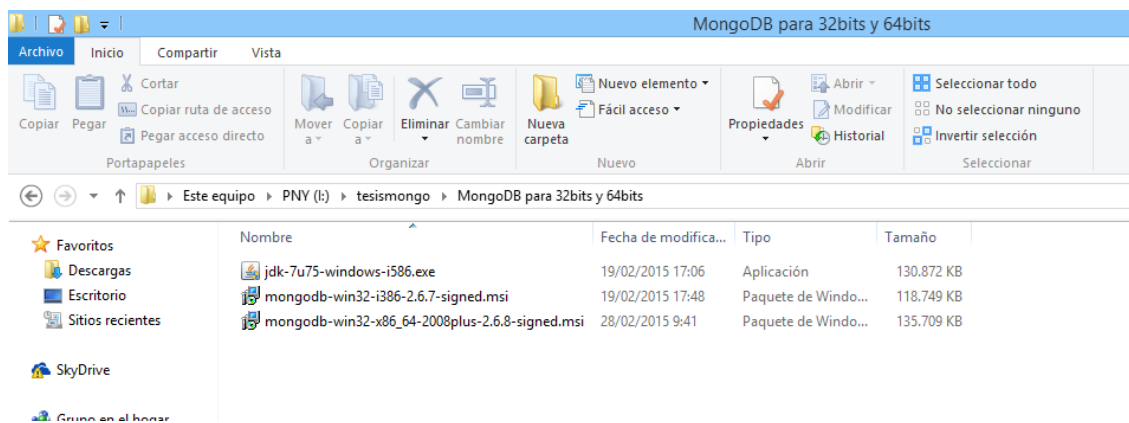 MongoDB para 32bits y 64bits
Archivo Inicio Compartir Vista
Copiar
Pegar
Cortar
Copiar ruta de acceso
Pegar acceso directo
Portapapeles
Mover a
Copiar a
Eliminar
Cambiar nombre
Organizar
Nueva carpeta
Nuevo elemento
Fácil acceso
Nuevo
Propiedades
Abrir
Modificar
Historial
Abrir
Seleccionar todo
No seleccionar ninguno
Invertir selección
Seleccionar
Este equipo PNY (I:) tesismongo MongoDB para 32bits y 64bits
Favoritos
Descargas
Escritorio
Sitios recientes
SkyDrive
Grupo en el hogar
Nombre Fecha de modifica... Tipo Tamaño
jdk-7u75-windows-i586.exe 19/02/2015 17:06 Aplicación 130.872 KB
mongodb-win32-i386-2.6.7-signed.msi 19/02/2015 17:48 Paquete de Windo... 118.749 KB
mongodb-win32-x86_64-2008plus-2.6.8-signed.msi 28/02/2015 9:41 Paquete de Windo... 135.709 KB